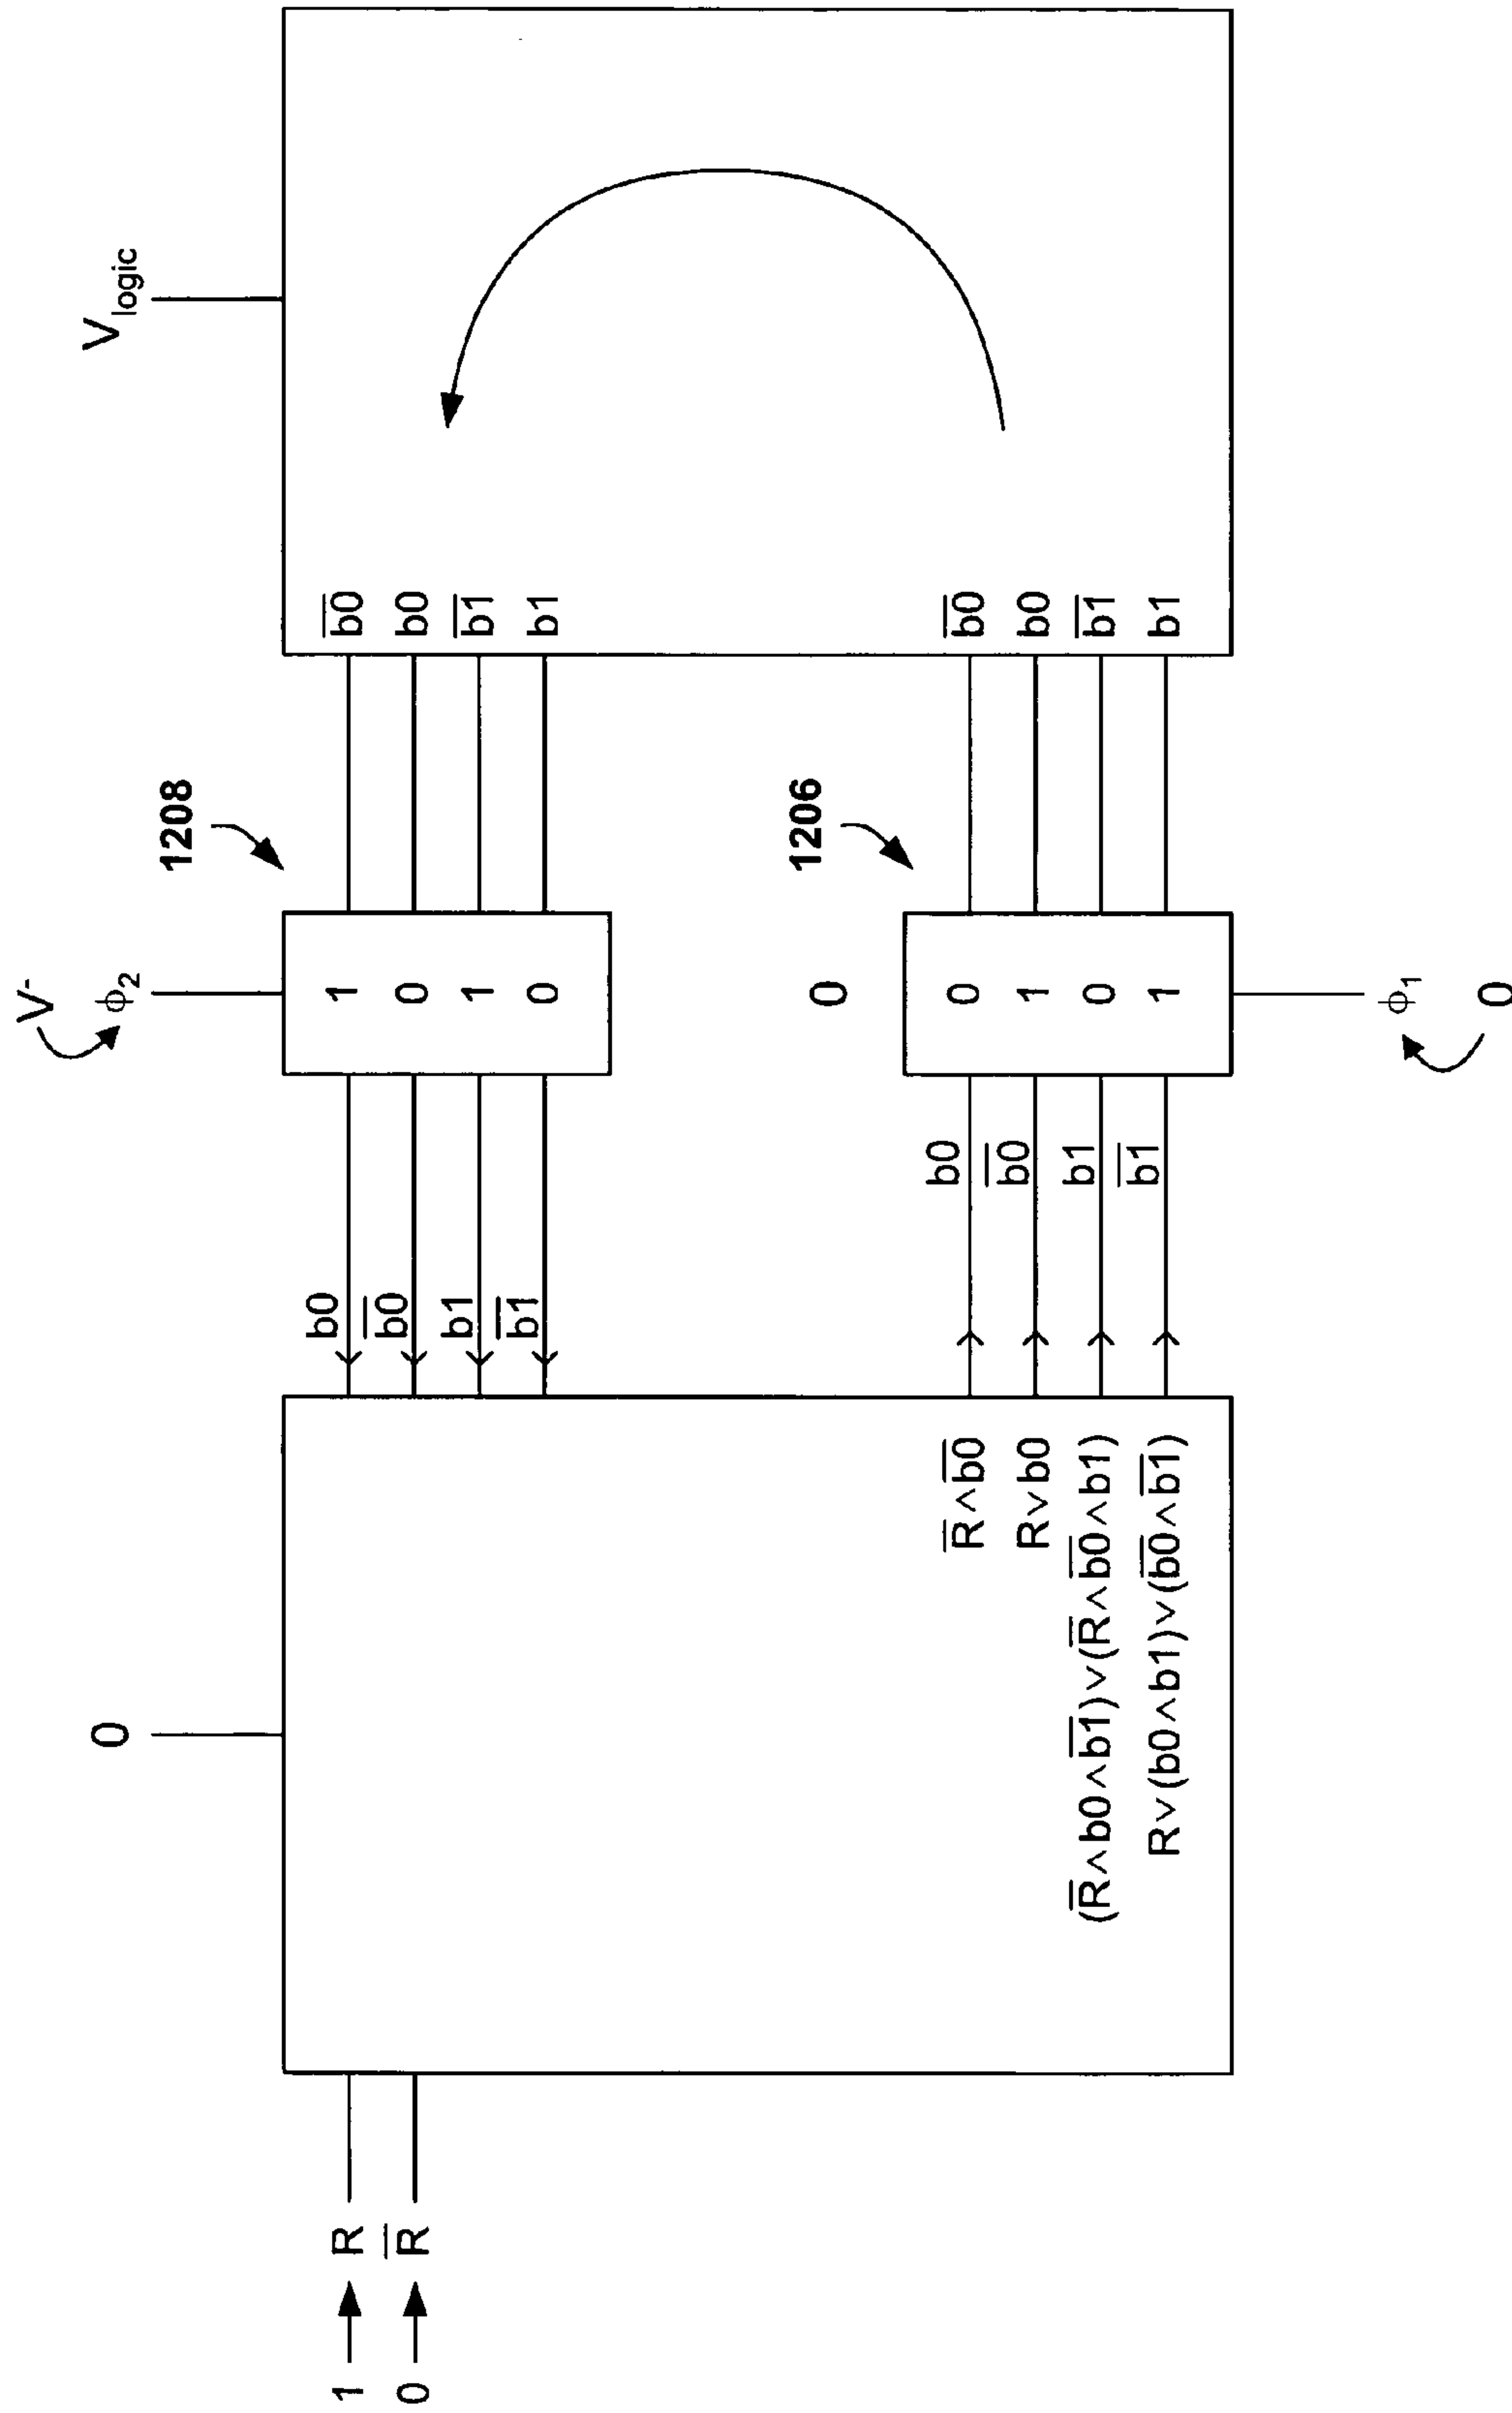 V⁻
0
ϕ₂
V_logic
1208
1 R
0 R̅
b0
b̅0̅
b1
b̅1̅
1
0
1
0
b̅0̅
b0
b̅1̅
b1
1206
0
R̅∧b̅0̅
R∨b0
(R̅∧b0∧b̅1̅)∨(R̅∧b̅0̅∧b1)
R∨(b0∧b1)∨(b̅0̅∧b̅1̅)
b0
b̅0̅
b1
b̅1̅
0
1
0
1
b̅0̅
b0
b̅1̅
b1
ϕ₁
0